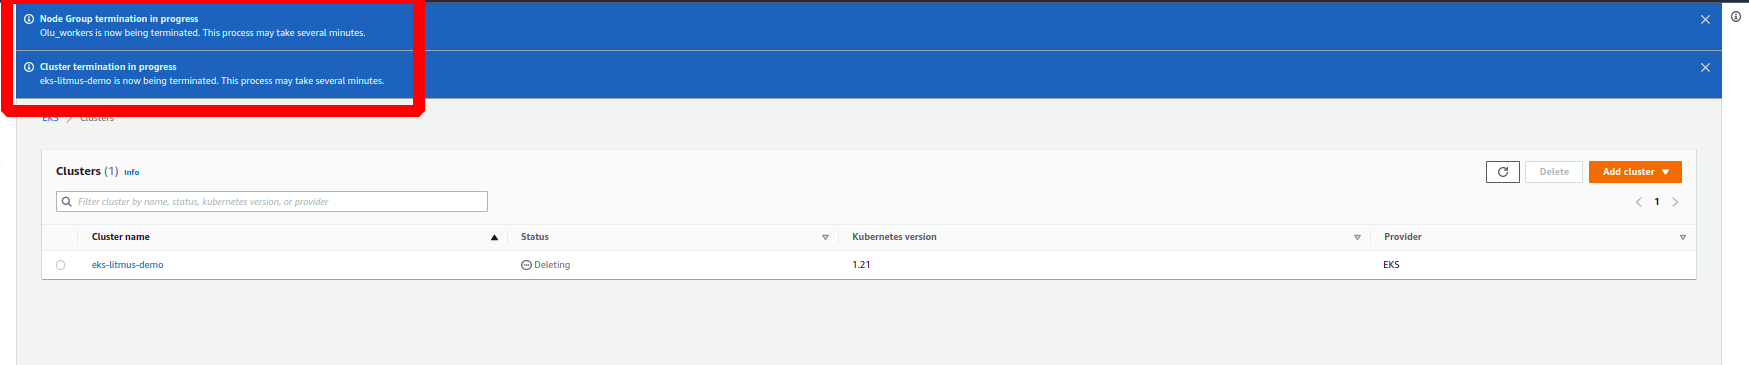 Node Group termination in progress
Olu_workers is now being terminated. This process may take several minutes.
Cluster termination in progress
eks-litmus-demo is now being terminated. This process may take several minutes.
EKS Clusters
Clusters (1) Info
Delete
Add cluster
Filter cluster by name, status, kubernetes version, or provider
1
Cluster name Status Kubernetes version Provider
eks-litmus-demo Deleting 1.21 EKS